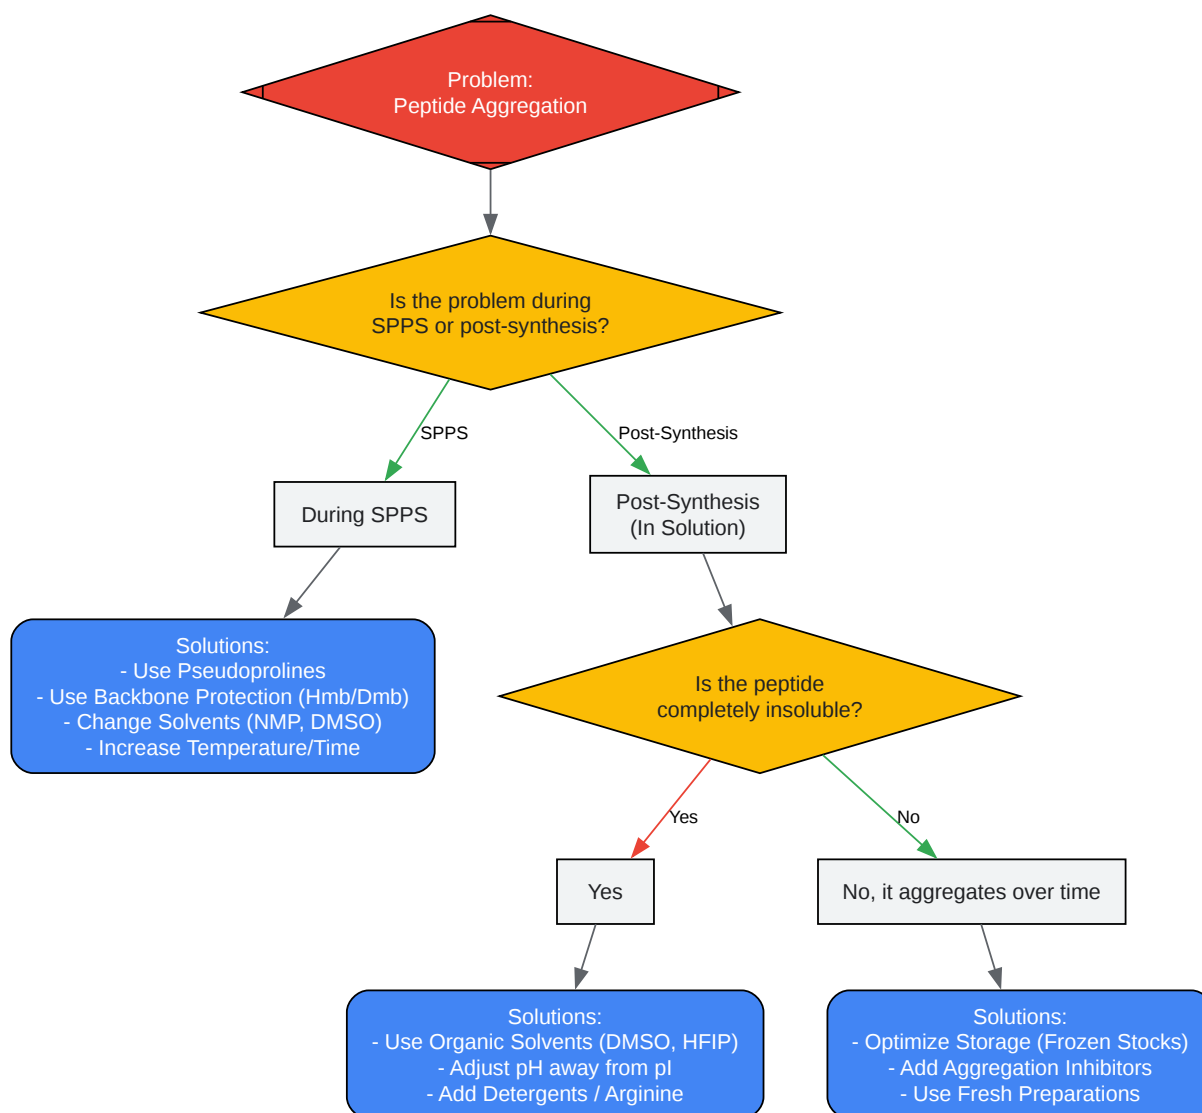 Problem:
Peptide Aggregation
Is the problem during
SPPS or post-synthesis?
SPPS
Post-Synthesis
During SPPS
Post-Synthesis
(In Solution)
Solutions:
- Use Pseudoprolines
- Use Backbone Protection (Hmb/Dmb)
- Change Solvents (NMP, DMSO)
- Increase Temperature/Time
Is the peptide
completely insoluble?
Yes
No
Yes
No, it aggregates over time
Solutions:
- Use Organic Solvents (DMSO, HFIP)
- Adjust pH away from pI
- Add Detergents / Arginine
Solutions:
- Optimize Storage (Frozen Stocks)
- Add Aggregation Inhibitors
- Use Fresh Preparations